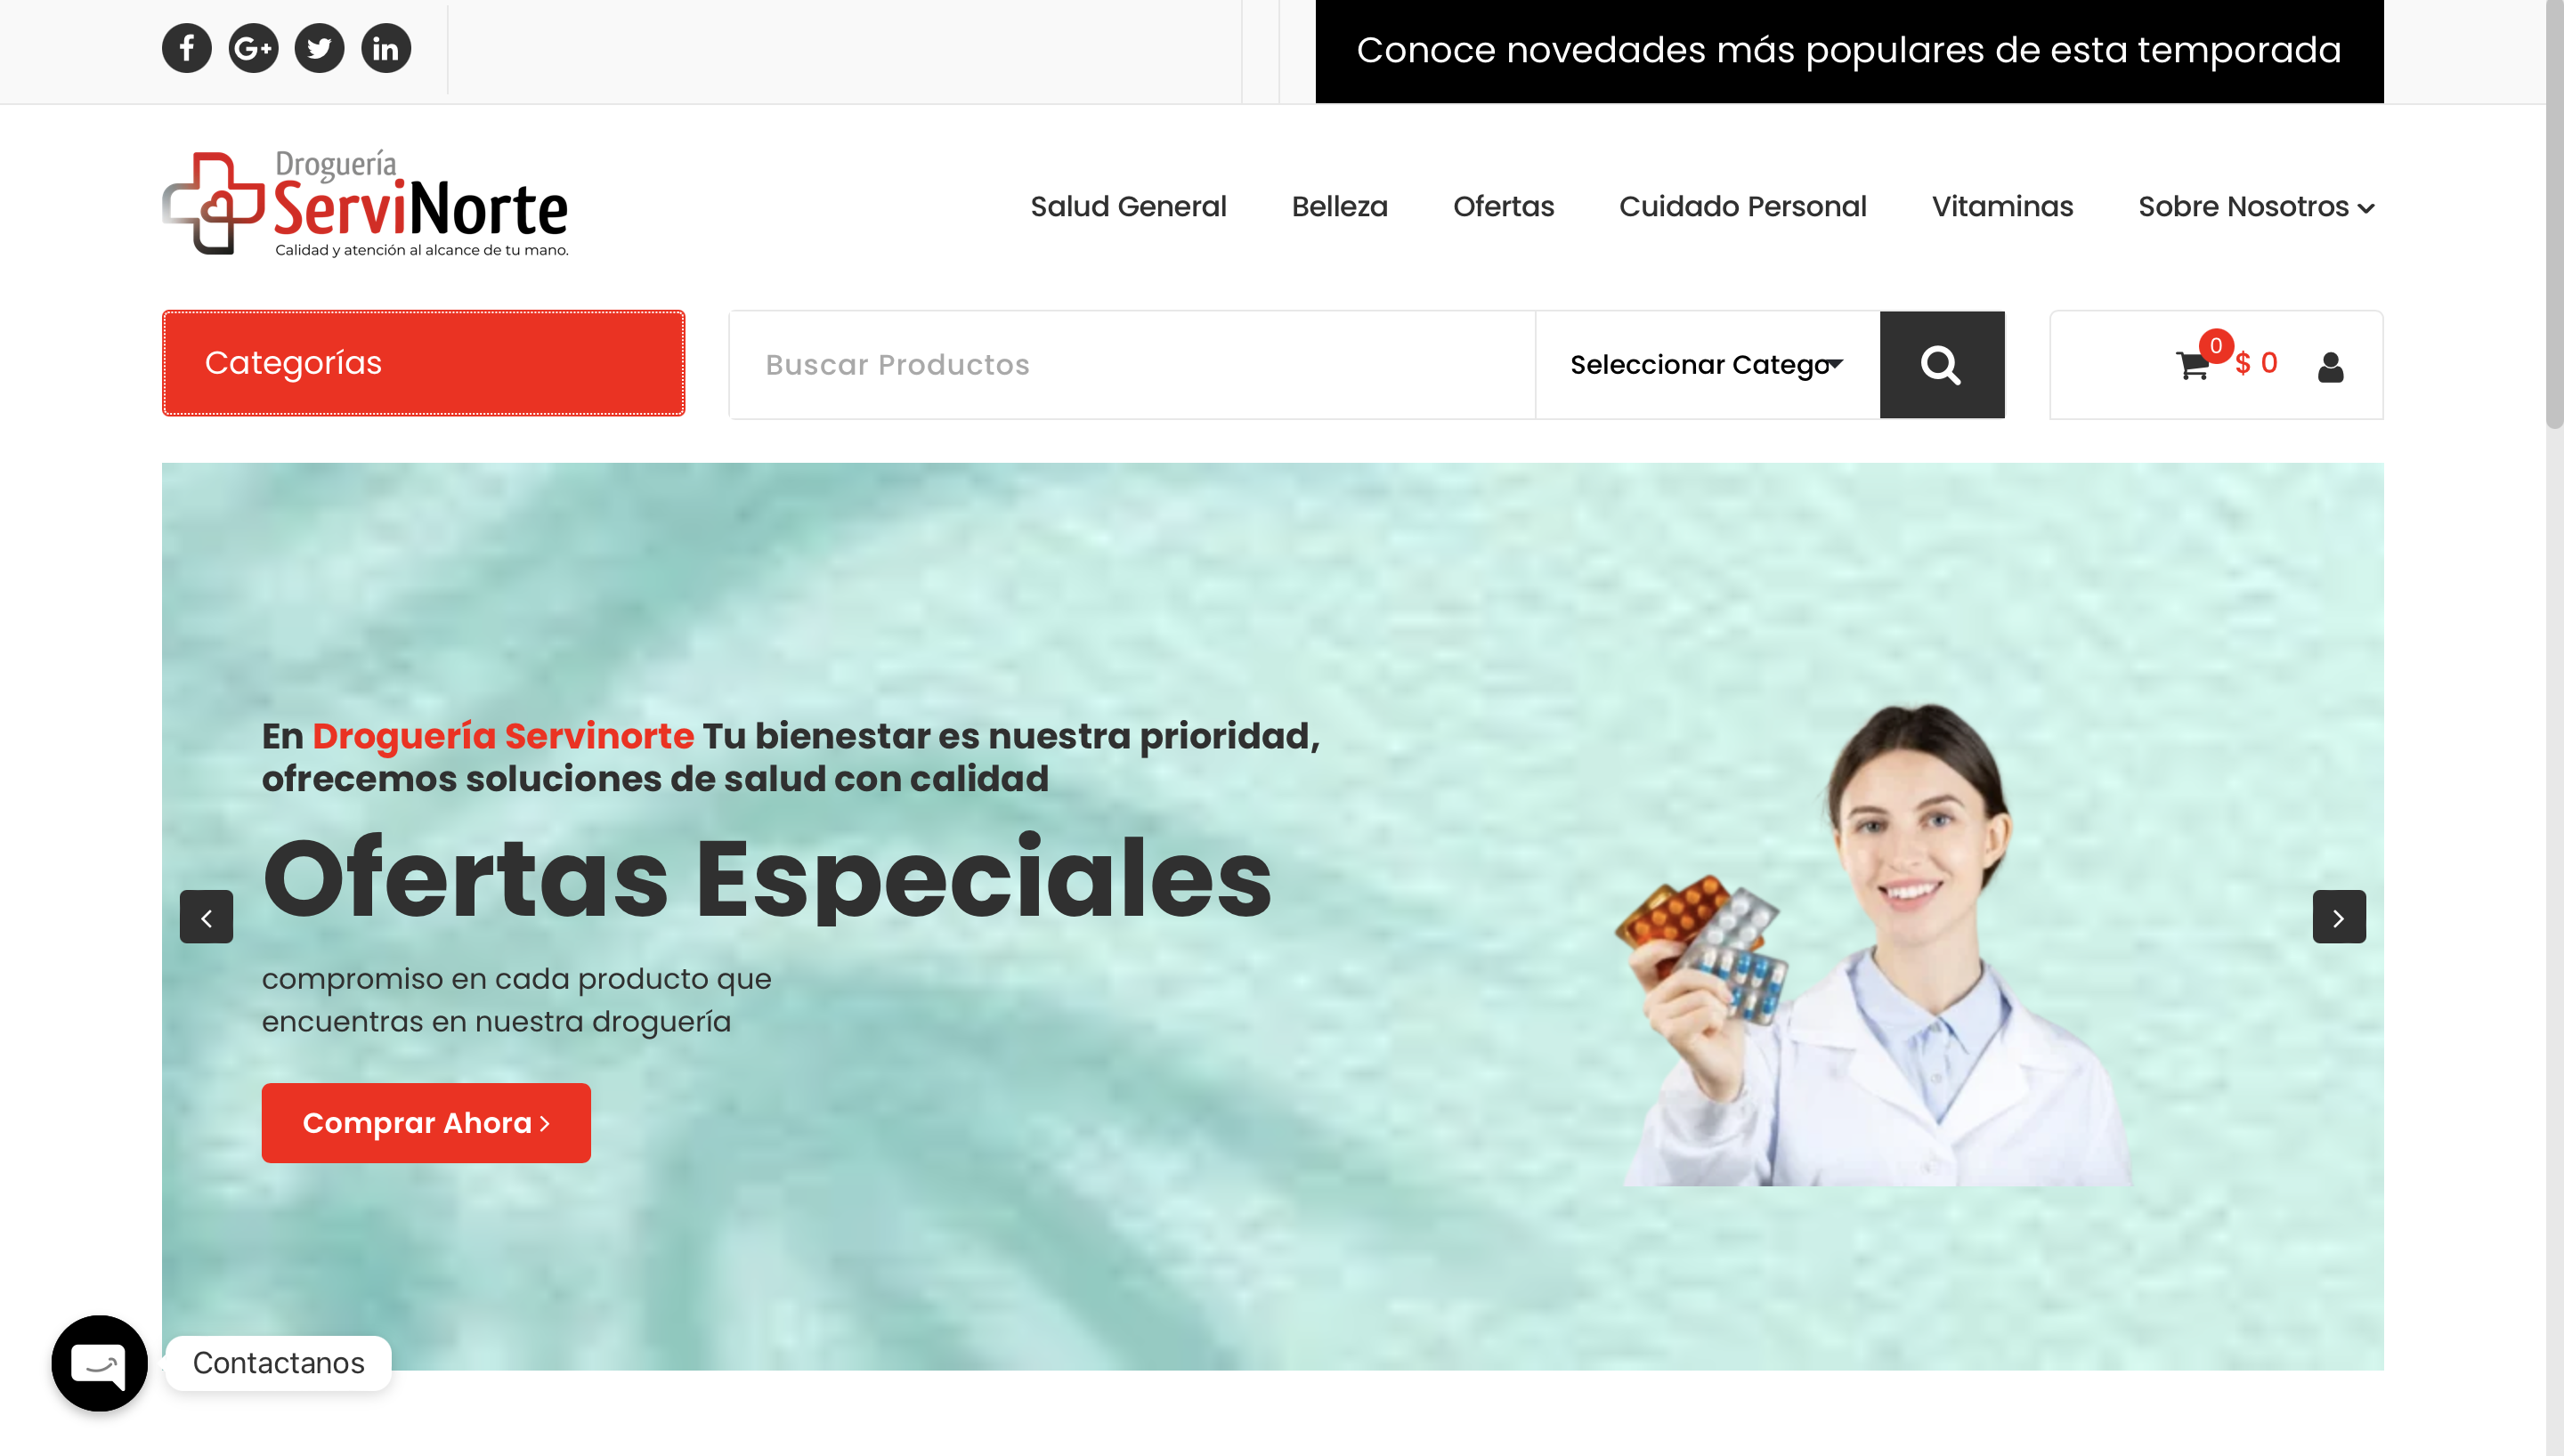 Conoce novedades más populares de esta temporada
Droguería
ServiNorte
Calidad y atención al alcance de tu mano.
Salud General
Belleza
Ofertas
Cuidado Personal
Vitaminas
Sobre Nosotros
Categorías
Buscar Productos
Seleccionar Catego
0
$ 0
En Droguería Servinorte Tu bienestar es nuestra prioridad,
ofrecemos soluciones de salud con calidad
Ofertas Especiales
compromiso en cada producto que
encuentras en nuestra droguería
Comprar Ahora
Contactanos